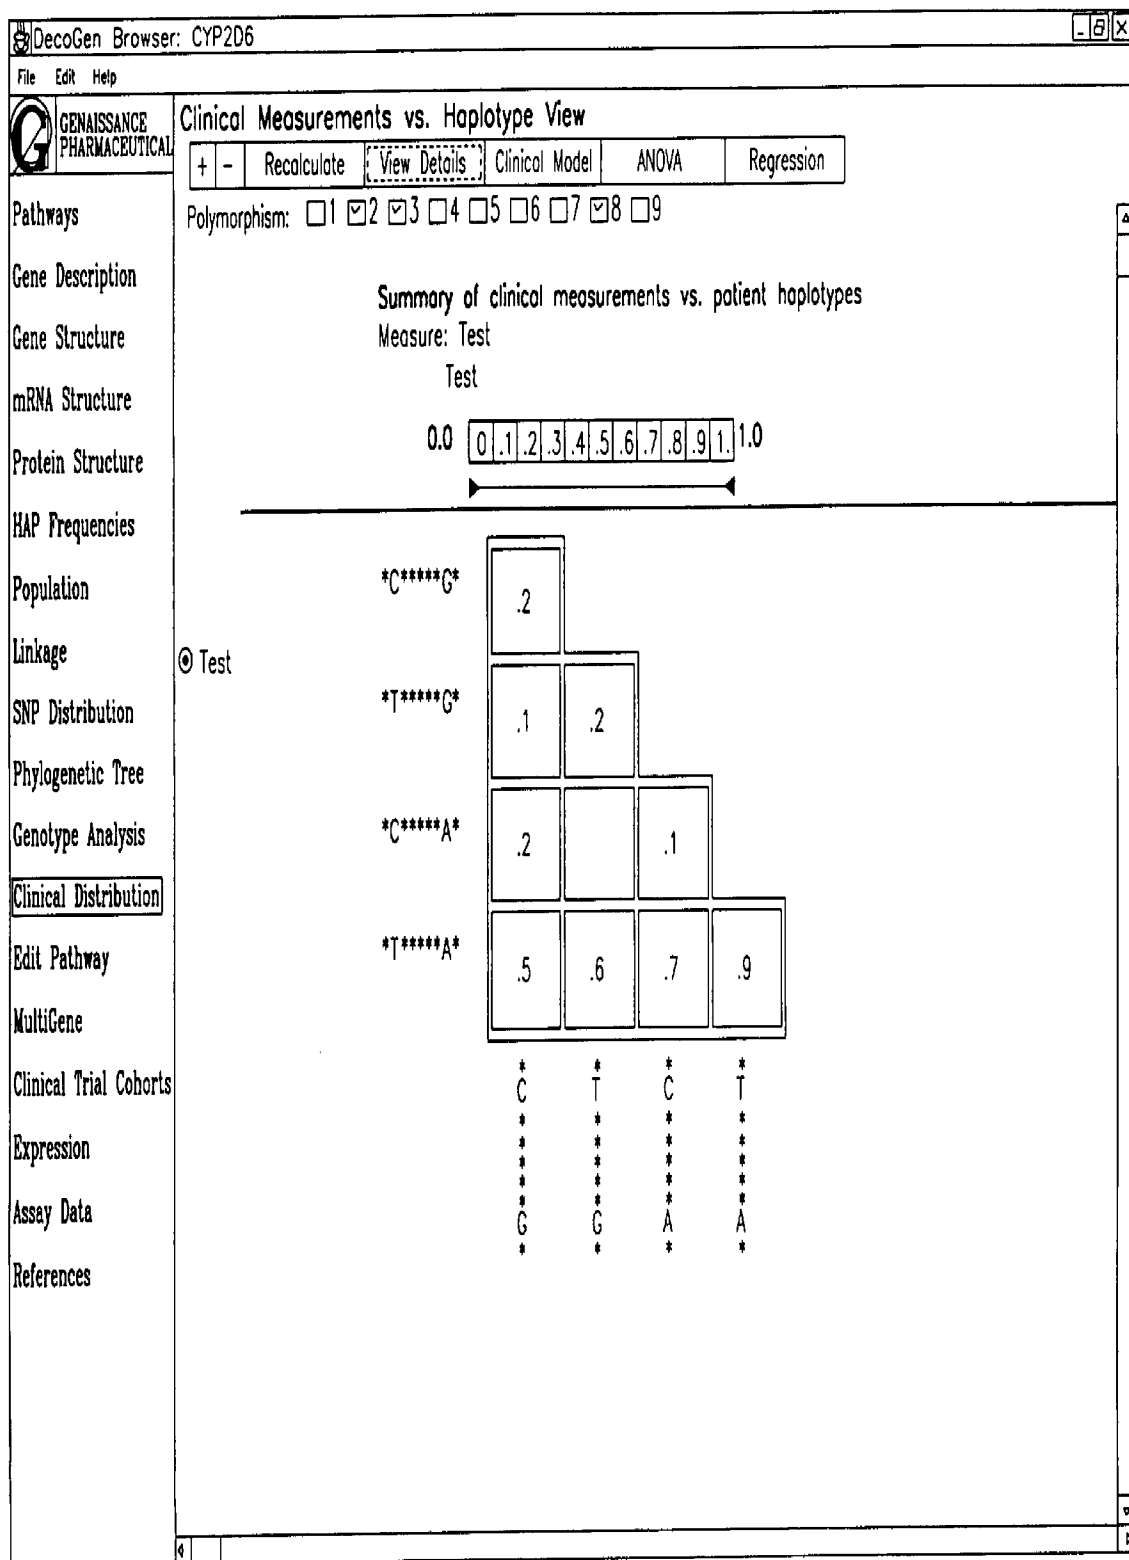 DecoGen Browser: CYP2D6
File Edit Help
G GENAISSANCE
PHARMACEUTICAL
Clinical Measurements vs. Haplotype View
+ - Recalculate View Details Clinical Model ANOVA Regression
Polymorphism: 1 2 3 4 5 6 7 8 9
Pathways
Gene Description
Gene Structure
mRNA Structure
Protein Structure
HAP Frequencies
Population
Linkage
SNP Distribution
Phylogenetic Tree
Genotype Analysis
Clinical Distribution
Edit Pathway
MultiGene
Clinical Trial Cohorts
Expression
Assay Data
References
Summary of clinical measurements vs. patient haplotypes
Measure: Test
Test
0.0 0 .1 .2 .3 .4 .5 .6 .7 .8 .9 1. 1.0
Test
*C*****G* .2
*T*****G* .1 .2
*C*****A* .2 .1
*T*****A* .5 .6 .7 .9
* * * *
C T C T
* * * *
* * * *
* * * *
* * * *
* * * *
G G A A
* * * *